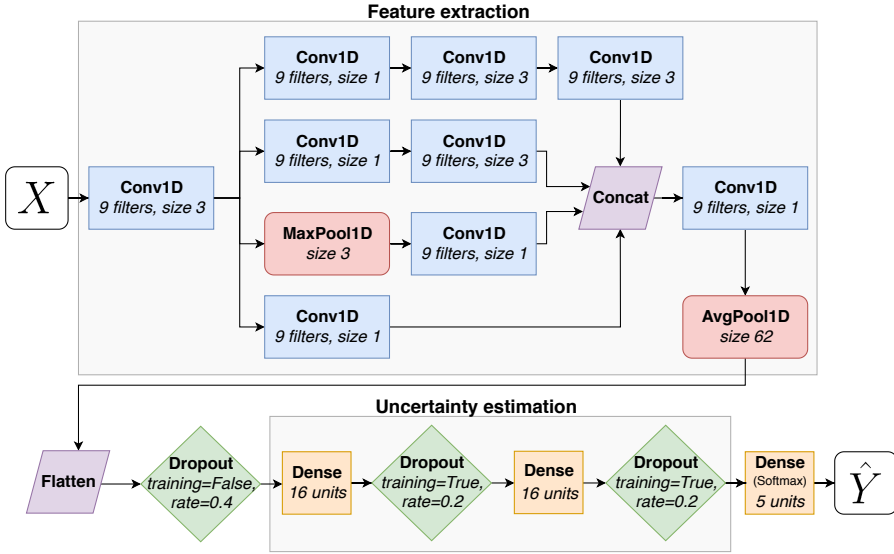 Feature extraction
Conv1D
9 filters, size 1
Conv1D
9 filters, size 3
Conv1D
9 filters, size 3
Conv1D
9 filters, size 1
Conv1D
9 filters, size 3
X
Conv1D
9 filters, size 3
Concat
Conv1D
9 filters, size 1
MaxPool1D
size 3
Conv1D
9 filters, size 1
Conv1D
9 filters, size 1
AvgPool1D
size 62
Uncertainty estimation
Flatten
Dropout
training=False,
rate=0.4
Dense
16 units
Dropout
training=True,
rate=0.2
Dense
16 units
Dropout
training=True,
rate=0.2
Dense
(Softmax)
5 units
Ŷ